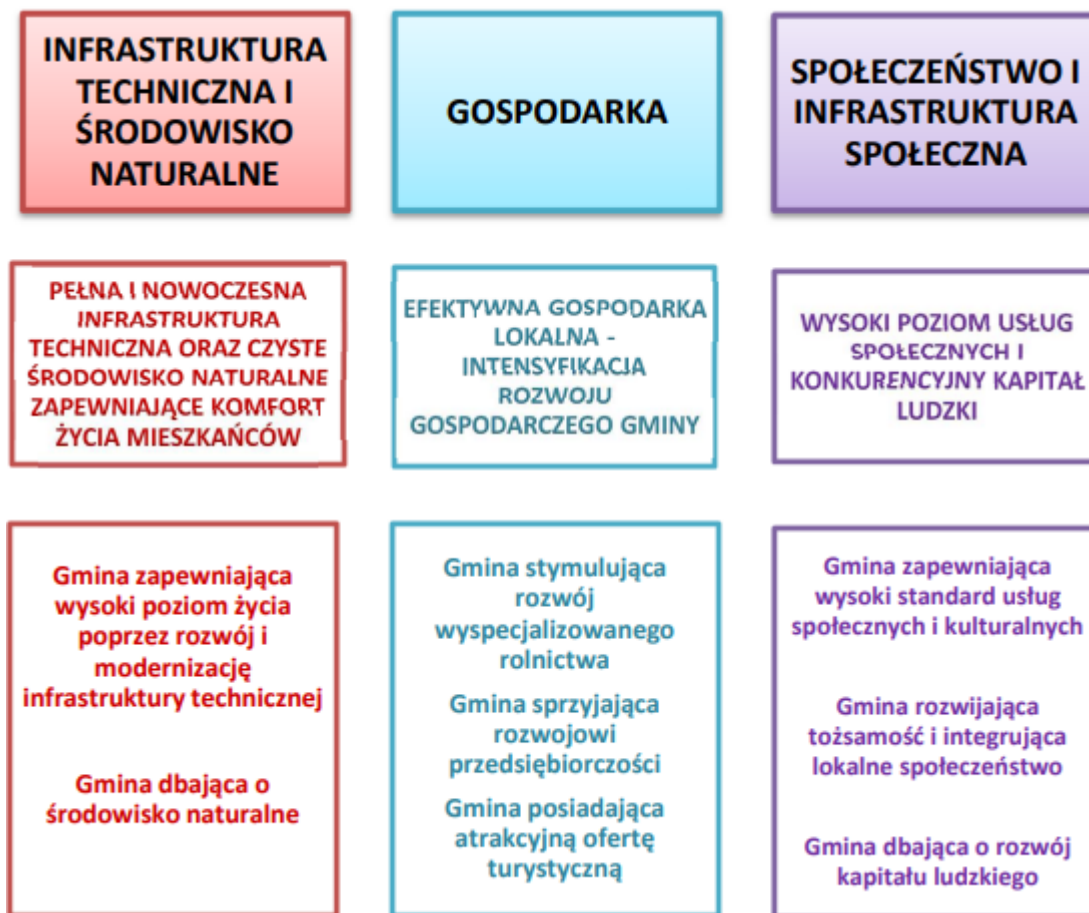 INFRASTRUKTURA
TECHNICZNA I
ŚRODOWISKO
NATURALNE
GOSPODARKA
SPOŁECZEŃSTWO I
INFRASTRUKTURA
SPOŁECZNA
PEŁNA I NOWOCZESNA
INFRASTRUKTURA
TECHNICZNA ORAZ CZYSTE
ŚRODOWISKO NATURALNE
ZAPEWNIAJĄCE KOMFORT
ŻYCIA MIESZKAŃCÓW
EFEKTYWNA GOSPODARKA
LOKALNA -
INTENSYFIKACJA
ROZWOJU
GOSPODARCZEGO GMINY
WYSOKI POZIOM USŁUG
SPOŁECZNYCH I
KONKURENCYJNY KAPITAŁ
LUDZKI
Gmina zapewniająca
wysoki poziom życia
poprzez rozwój i
modernizację
infrastruktury technicznej
Gmina dbająca o
środowisko naturalne
Gmina stymulująca
rozwój
wyspecjalizowanego
rolnictwa
Gmina sprzyjająca
rozwojowi
przedsiębiorczości
Gmina posiadająca
atrakcyjną ofertę
turystyczną
Gmina zapewniająca
wysoki standard usług
społecznych i kulturalnych
Gmina rozwijająca
tożsamość i integrująca
lokalne społeczeństwo
Gmina dbająca o rozwój
kapitału ludzkiego